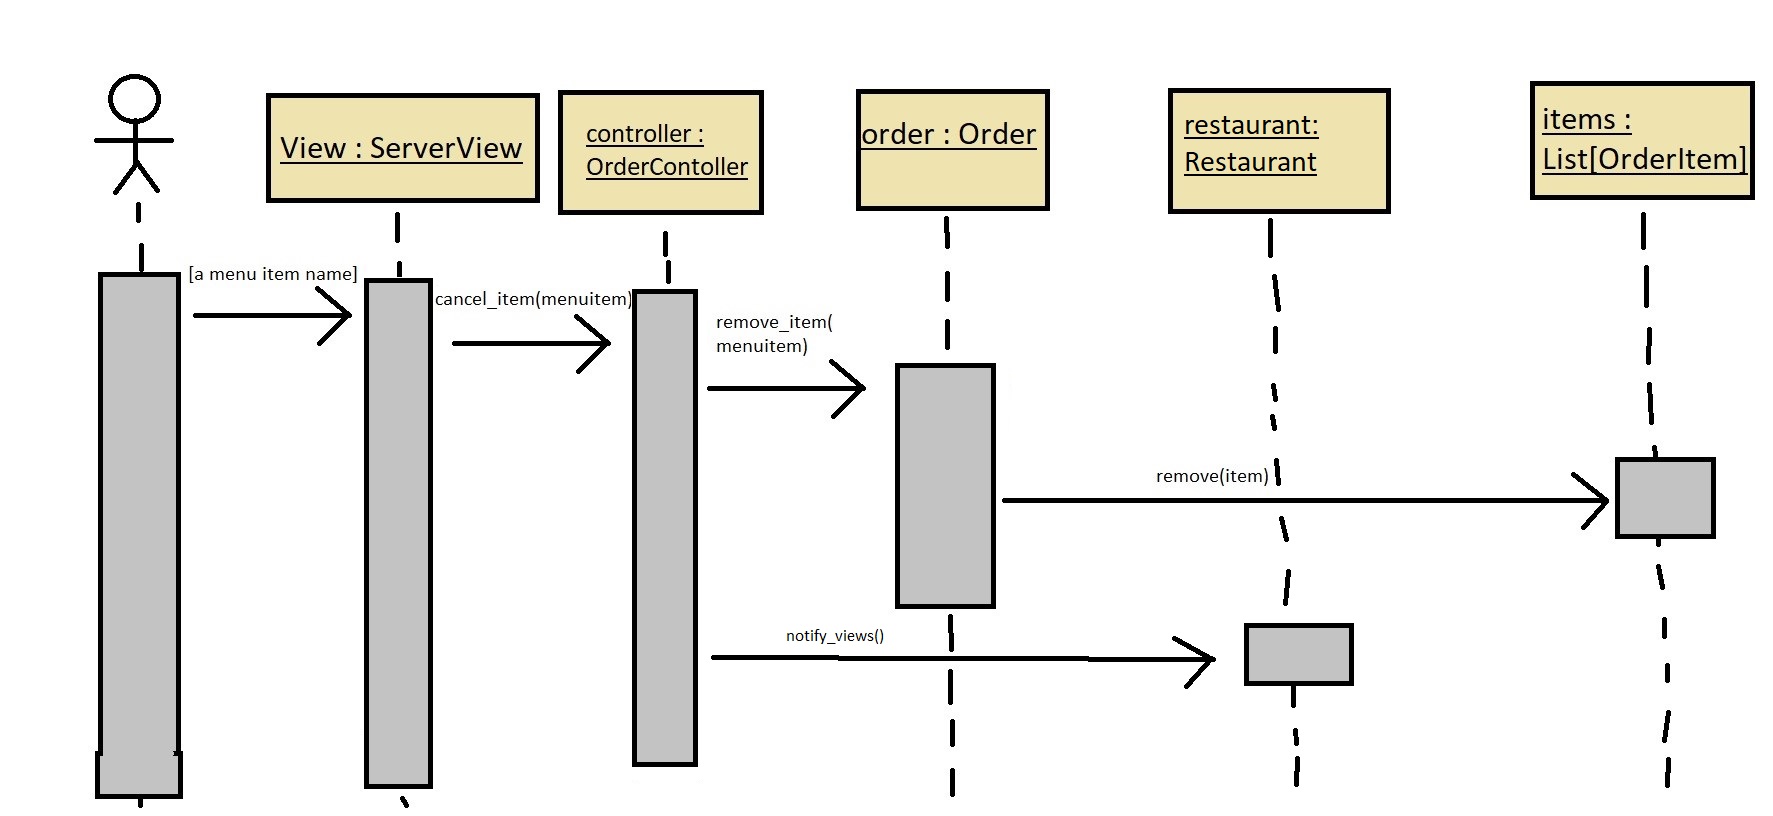 View : ServerView
controller :
OrderContoller
order : Order
restaurant:
Restaurant
items :
List[OrderItem]
[a menu item name]
cancel_item(menuitem)
remove_item(
menuitem)
remove(item)
notify_views()